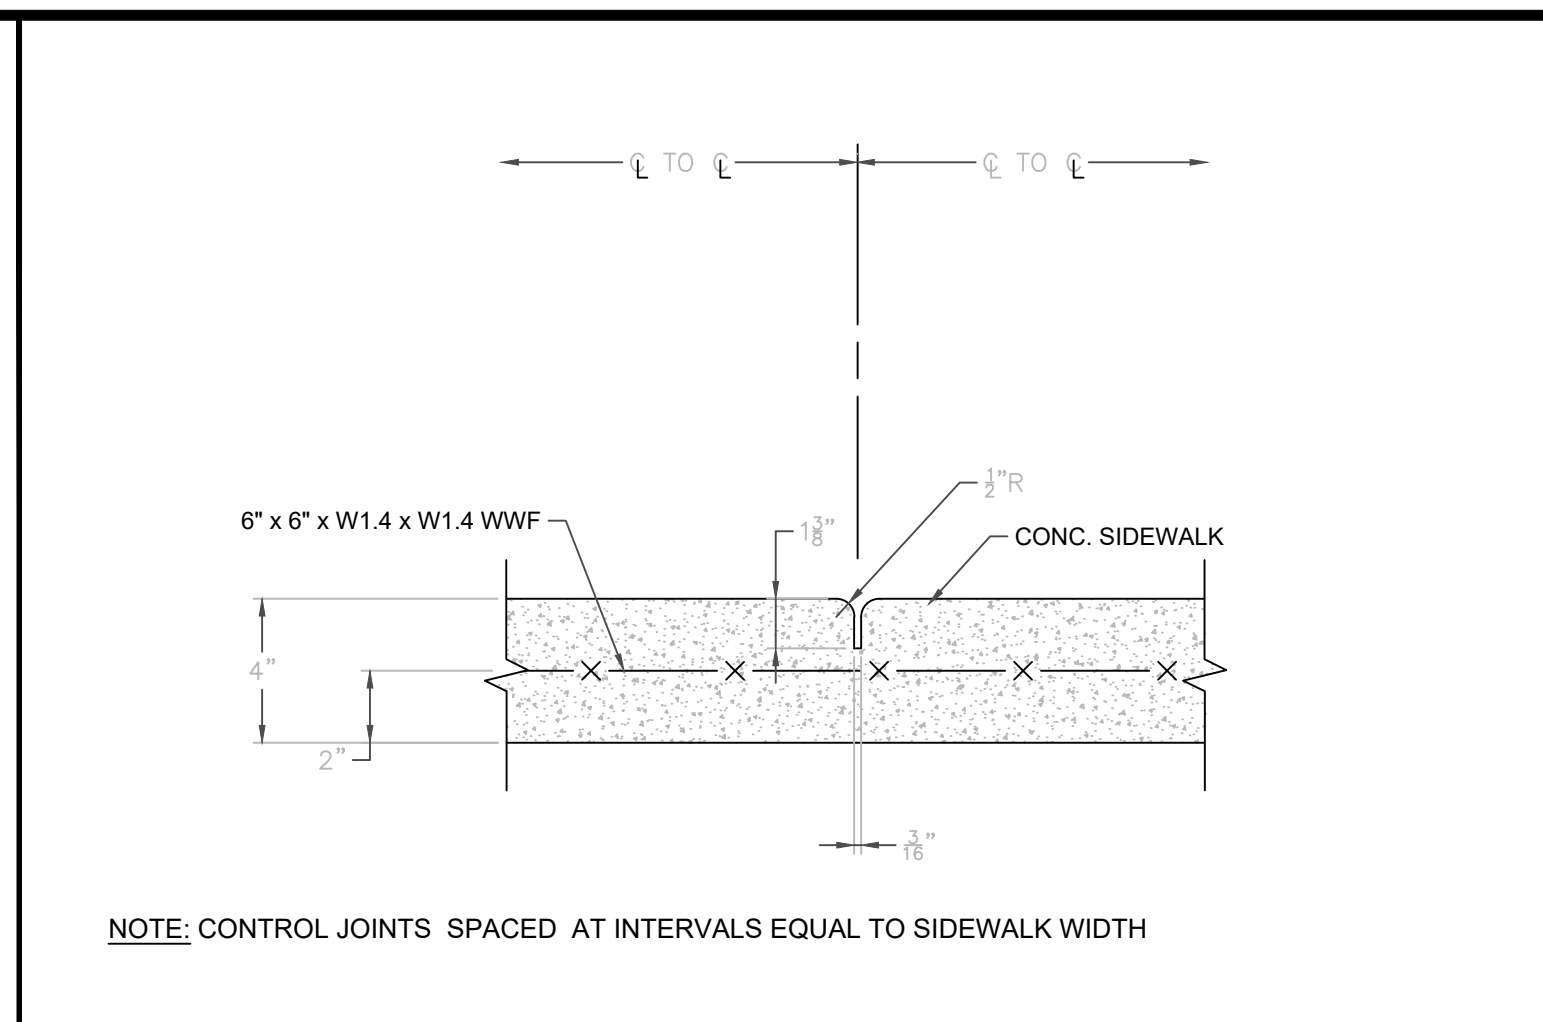 ℄ TO ℄
℄ TO ℄
½"R
6" x 6" x W1.4 x W1.4 WWF
1⅜"
CONC. SIDEWALK
4"
2"
3/16"
NOTE: CONTROL JOINTS SPACED AT INTERVALS EQUAL TO SIDEWALK WIDTH